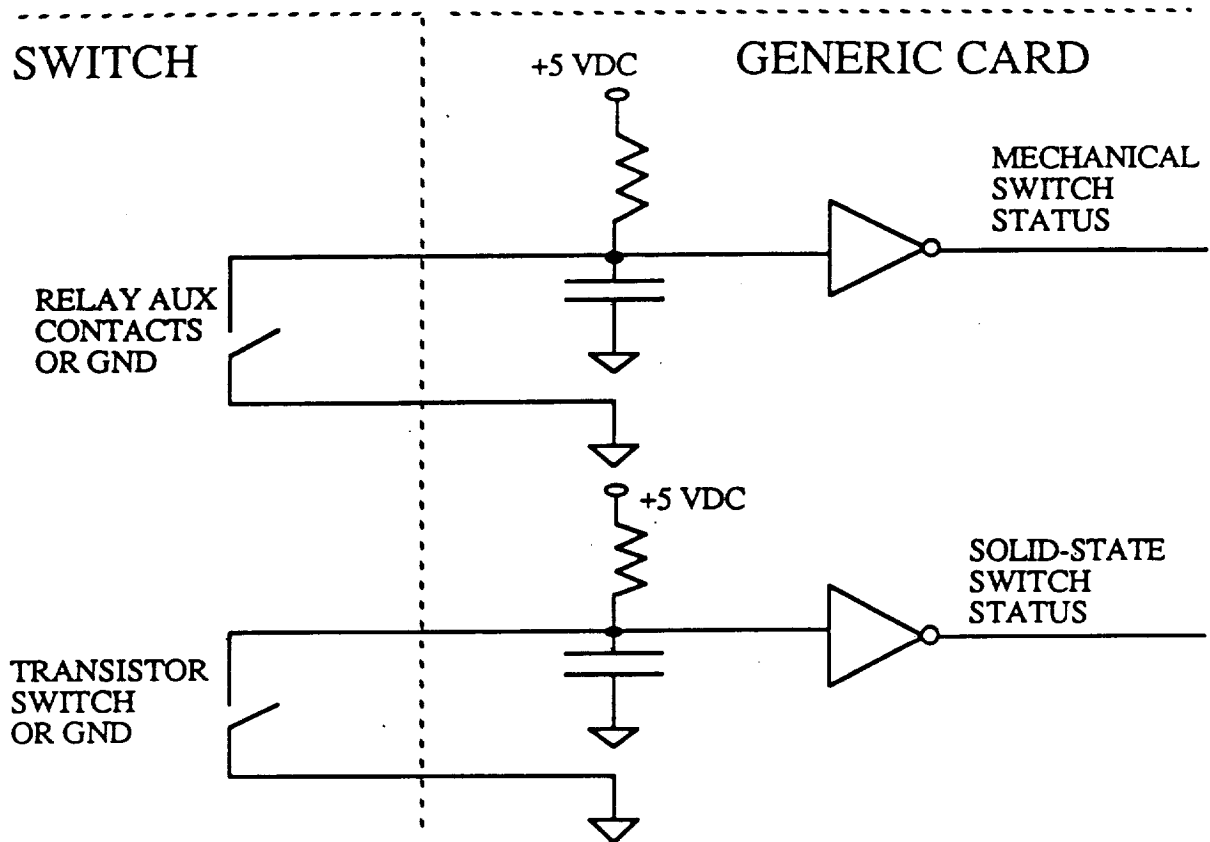 SWITCH
GENERIC CARD
+5 VDC
MECHANICAL
SWITCH
STATUS
RELAY AUX
CONTACTS
OR GND
+5 VDC
SOLID-STATE
SWITCH
STATUS
TRANSISTOR
SWITCH
OR GND